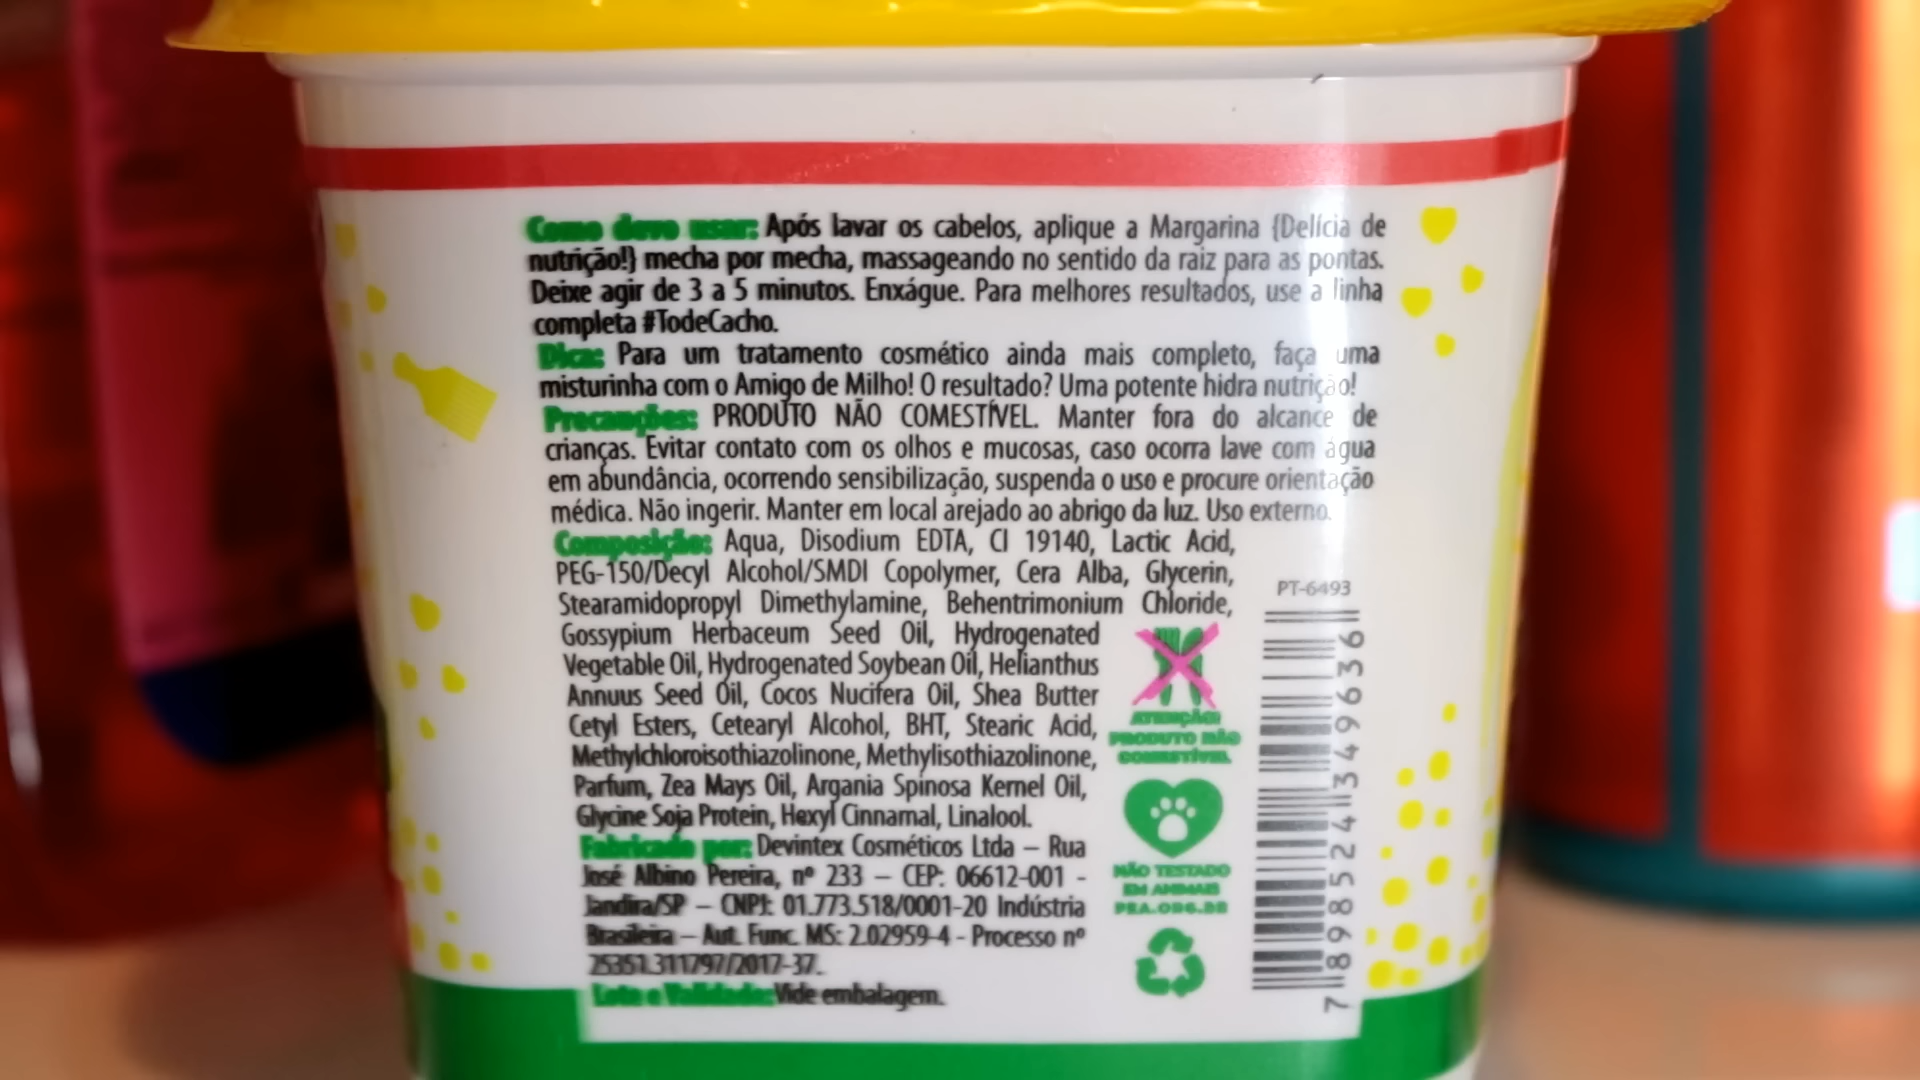 Como devo usar: Após lavar os cabelos, aplique a Margarina {Delícia de
nutrição!} mecha por mecha, massageando no sentido da raiz para as pontas.
Deixe agir de 3 a 5 minutos. Enxágue. Para melhores resultados, use a linha
completa #TodeCacho.
Dica: Para um tratamento cosmético ainda mais completo, faça uma
misturinha com o Amigo de Milho! O resultado? Uma potente hidra nutrição!
Precauções: PRODUTO NÃO COMESTÍVEL. Manter fora do alcance de
crianças. Evitar contato com os olhos e mucosas, caso ocorra lave com água
em abundância, ocorrendo sensibilização, suspenda o uso e procure orientação
médica. Não ingerir. Manter em local arejado ao abrigo da luz. Uso externo.
Composição: Aqua, Disodium EDTA, CI 19140, Lactic Acid,
PEG-150/Decyl Alcohol/SMDI Copolymer, Cera Alba, Glycerin,
Stearamidopropyl Dimethylamine, Behentrimonium Chloride,
Gossypium Herbaceum Seed Oil, Hydrogenated
Vegetable Oil, Hydrogenated Soybean Oil, Helianthus
Annuus Seed Oil, Cocos Nucifera Oil, Shea Butter
Cetyl Esters, Cetearyl Alcohol, BHT, Stearic Acid,
Methylchloroisothiazolinone, Methylisothiazolinone,
Parfum, Zea Mays Oil, Argania Spinosa Kernel Oil,
Glycine Soja Protein, Hexyl Cinnamal, Linalool.
Fabricado por: Devintex Cosméticos Ltda – Rua
José Albino Pereira, nº 233 – CEP: 06612-001 -
Jandira/SP – CNPJ: 01.773.518/0001-20 Indústria
Brasileira – Aut. Func. MS: 2.02959-4 - Processo nº
25351.311797/2017-37.
Lote e Validade: Vide embalagem.
ATENÇÃO!
PRODUTO NÃO
COMESTÍVEL
NÃO TESTADO
EM ANIMAIS
PEA.ORG.BR
PT-6493
7 898524 349636